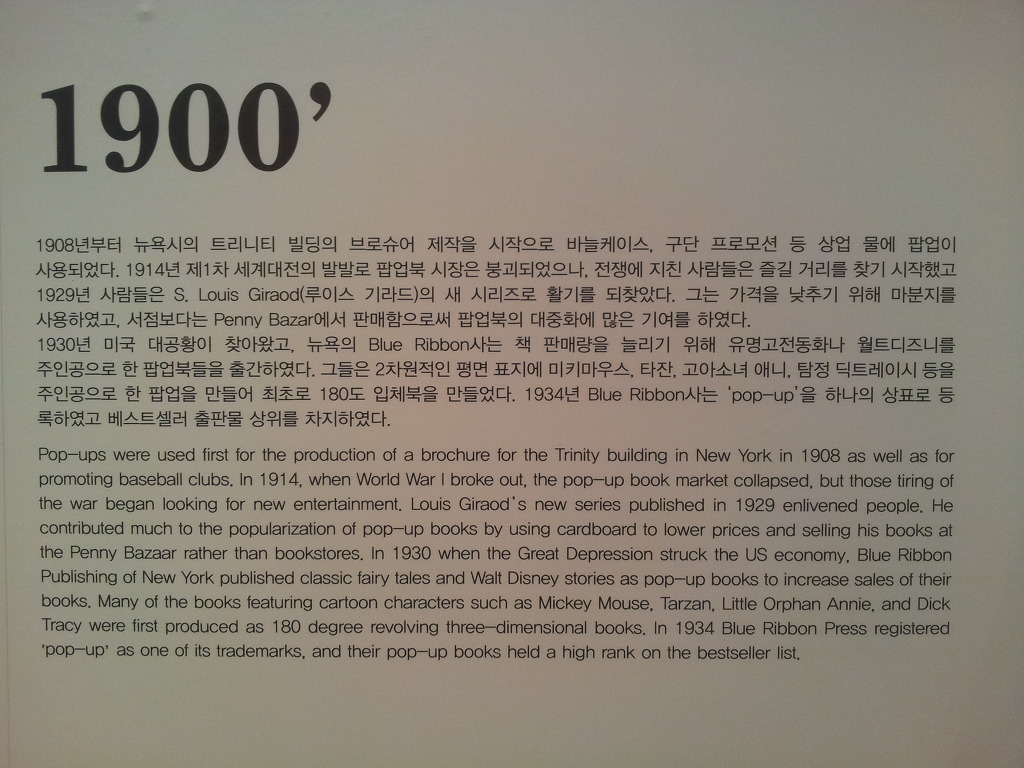 1900’
1908년부터 뉴욕시의 트리니티 빌딩의 브로슈어 제작을 시작으로 바늘케이스, 구단 프로모션 등 상업 물에 팝업이
사용되었다. 1914년 제1차 세계대전의 발발로 팝업북 시장은 붕괴되었으나, 전쟁에 지친 사람들은 즐길 거리를 찾기 시작했고
1929년 사람들은 S. Louis Giraod(루이스 기라드)의 새 시리즈로 활기를 되찾았다. 그는 가격을 낮추기 위해 마분지를
사용하였고, 서점보다는 Penny Bazar에서 판매함으로써 팝업북의 대중화에 많은 기여를 하였다.
1930년 미국 대공황이 찾아왔고, 뉴욕의 Blue Ribbon사는 책 판매량을 늘리기 위해 유명고전동화나 월트디즈니를
주인공으로 한 팝업북들을 출간하였다. 그들은 2차원적인 평면 표지에 미키마우스, 타잔, 고아소녀 애니, 탐정 딕트레이시 등을
주인공으로 한 팝업을 만들어 최초로 180도 입체북을 만들었다. 1934년 Blue Ribbon사는 ‘pop-up’을 하나의 상표로 등
록하였고 베스트셀러 출판물 상위를 차지하였다.
Pop-ups were used first for the production of a brochure for the Trinity building in New York in 1908 as well as for
promoting baseball clubs. In 1914, when World War I broke out, the pop-up book market collapsed, but those tiring of
the war began looking for new entertainment. Louis Giraod’s new series published in 1929 enlivened people. He
contributed much to the popularization of pop-up books by using cardboard to lower prices and selling his books at
the Penny Bazaar rather than bookstores. In 1930 when the Great Depression struck the US economy, Blue Ribbon
Publishing of New York published classic fairy tales and Walt Disney stories as pop-up books to increase sales of their
books. Many of the books featuring cartoon characters such as Mickey Mouse, Tarzan, Little Orphan Annie, and Dick
Tracy were first produced as 180 degree revolving three-dimensional books. In 1934 Blue Ribbon Press registered
'pop-up' as one of its trademarks, and their pop-up books held a high rank on the bestseller list.